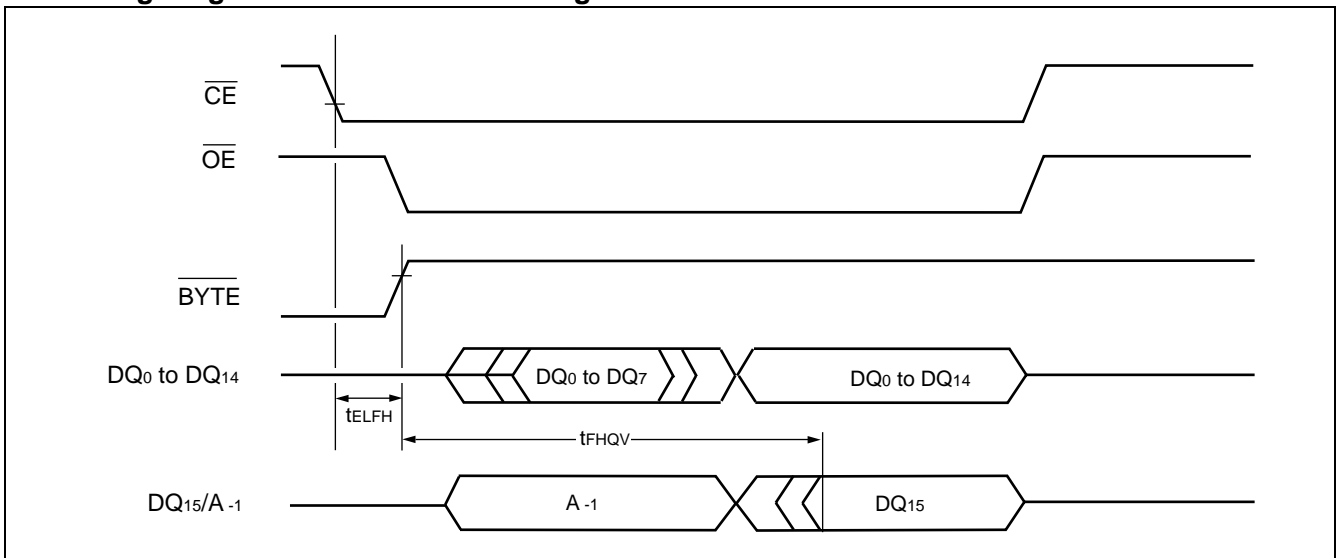 CE
OE
BYTE
DQ0 to DQ14
DQ0 to DQ7
DQ0 to DQ14
tELFH
tFHQV
DQ15/A -1
A -1
DQ15